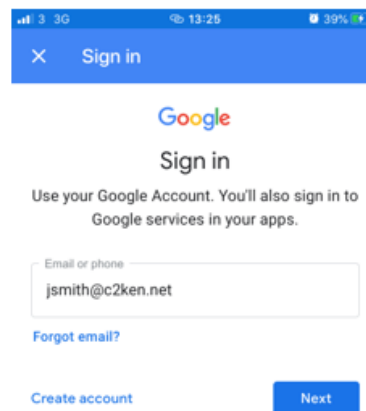 3 3G 13:25 39%
Sign in
Google
Sign in
Use your Google Account. You'll also sign in to
Google services in your apps.
Email or phone
jsmith@c2ken.net
Forgot email?
Create account Next